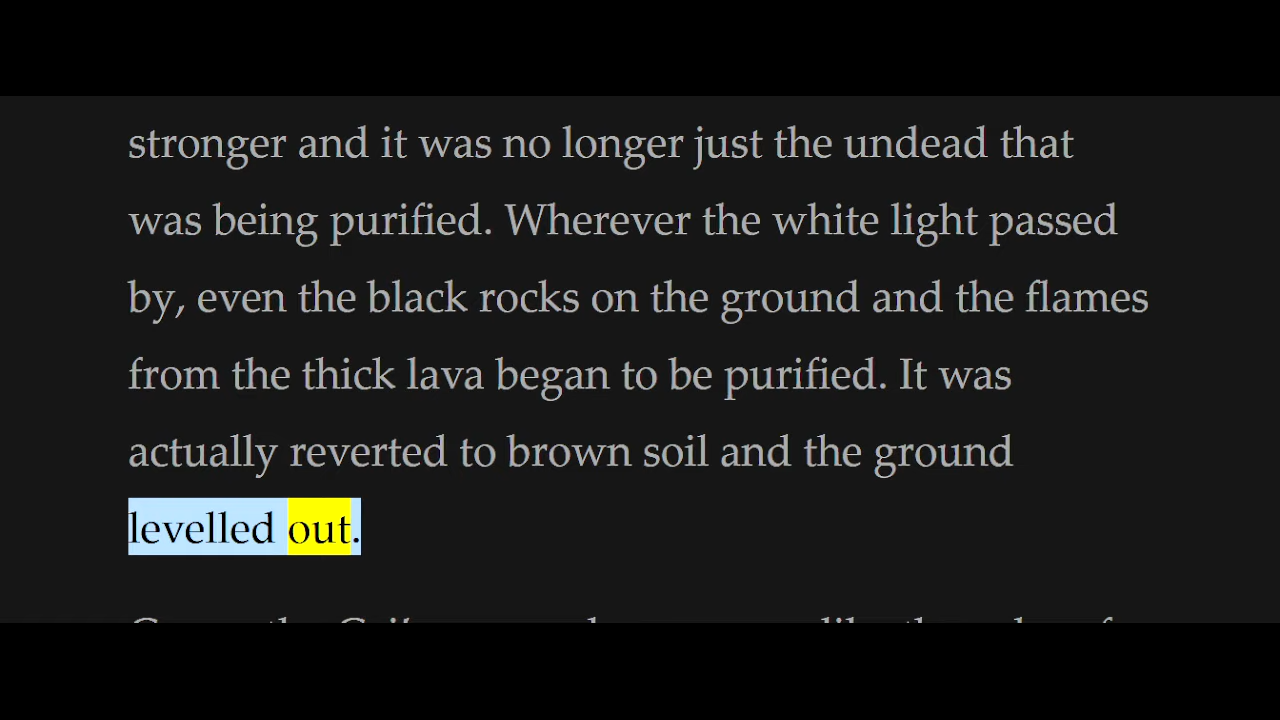 stronger and it was no longer just the undead that
was being purified. Wherever the white light passed
by, even the black rocks on the ground and the flames
from the thick lava began to be purified. It was
actually reverted to brown soil and the ground
levelled out.